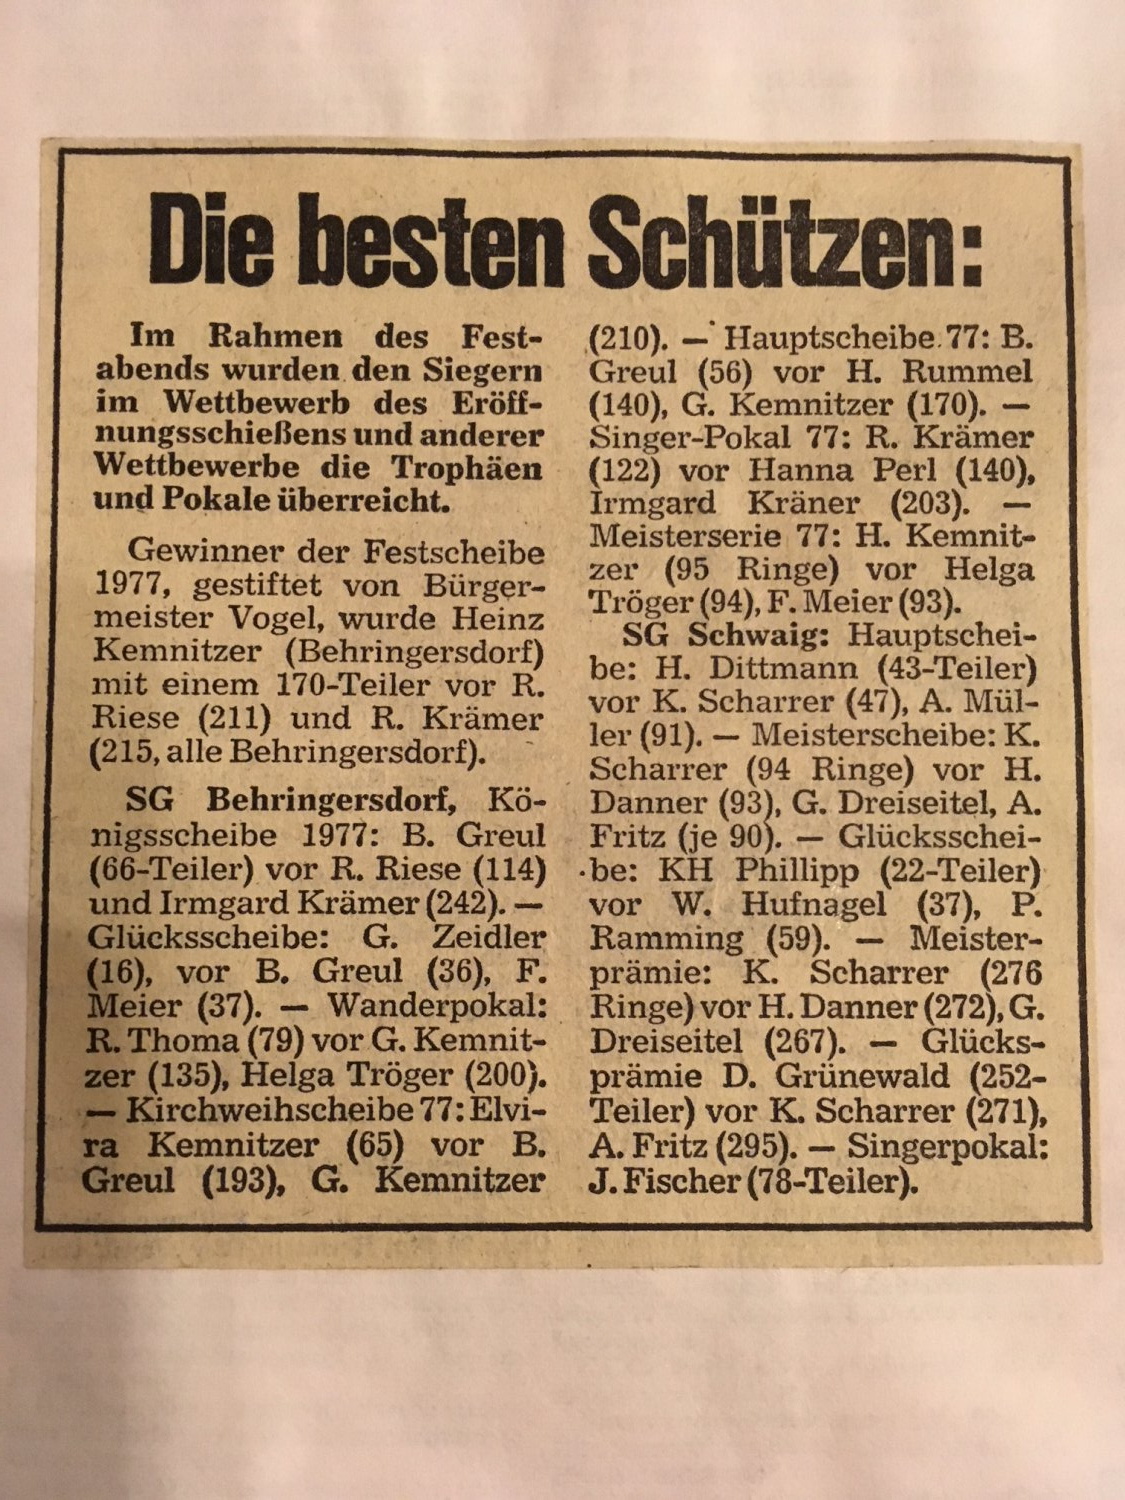 Die besten Schützen:
Im Rahmen des Fest-
abends wurden den Siegern
im Wettbewerb des Eröff-
nungsschießens und anderer
Wettbewerbe die Trophäen
und Pokale überreicht.
Gewinner der Festscheibe
1977, gestiftet von Bürger-
meister Vogel, wurde Heinz
Kemnitzer (Behringersdorf)
mit einem 170-Teiler vor R.
Riese (211) und R. Krämer
(215, alle Behringersdorf).
SG Behringersdorf, Kö-
nigsscheibe 1977: B. Greul
(66-Teiler) vor R. Riese (114)
und Irmgard Krämer (242). —
Glücksscheibe: G. Zeidler
(16), vor B. Greul (36), F.
Meier (37). — Wanderpokal:
R. Thoma (79) vor G. Kemnit-
zer (135), Helga Tröger (200).
— Kirchweihscheibe 77: Elvi-
ra Kemnitzer (65) vor B.
Greul (193), G. Kemnitzer
(210). — Hauptscheibe 77: B.
Greul (56) vor H. Rummel
(140), G. Kemnitzer (170). —
Singer-Pokal 77: R. Krämer
(122) vor Hanna Perl (140),
Irmgard Kräner (203). —
Meisterserie 77: H. Kemnit-
zer (95 Ringe) vor Helga
Tröger (94), F. Meier (93).
SG Schwaig: Hauptschei-
be: H. Dittmann (43-Teiler)
vor K. Scharrer (47), A. Mül-
ler (91). — Meisterscheibe: K.
Scharrer (94 Ringe) vor H.
Danner (93), G. Dreiseitel, A.
Fritz (je 90). — Glücksschei-
be: KH Phillipp (22-Teiler)
vor W. Hufnagel (37), P.
Ramming (59). — Meister-
prämie: K. Scharrer (276
Ringe) vor H. Danner (272), G.
Dreiseitel (267). — Glücks-
prämie D. Grünewald (252-
Teiler) vor K. Scharrer (271),
A. Fritz (295). — Singerpokal:
J. Fischer (78-Teiler).